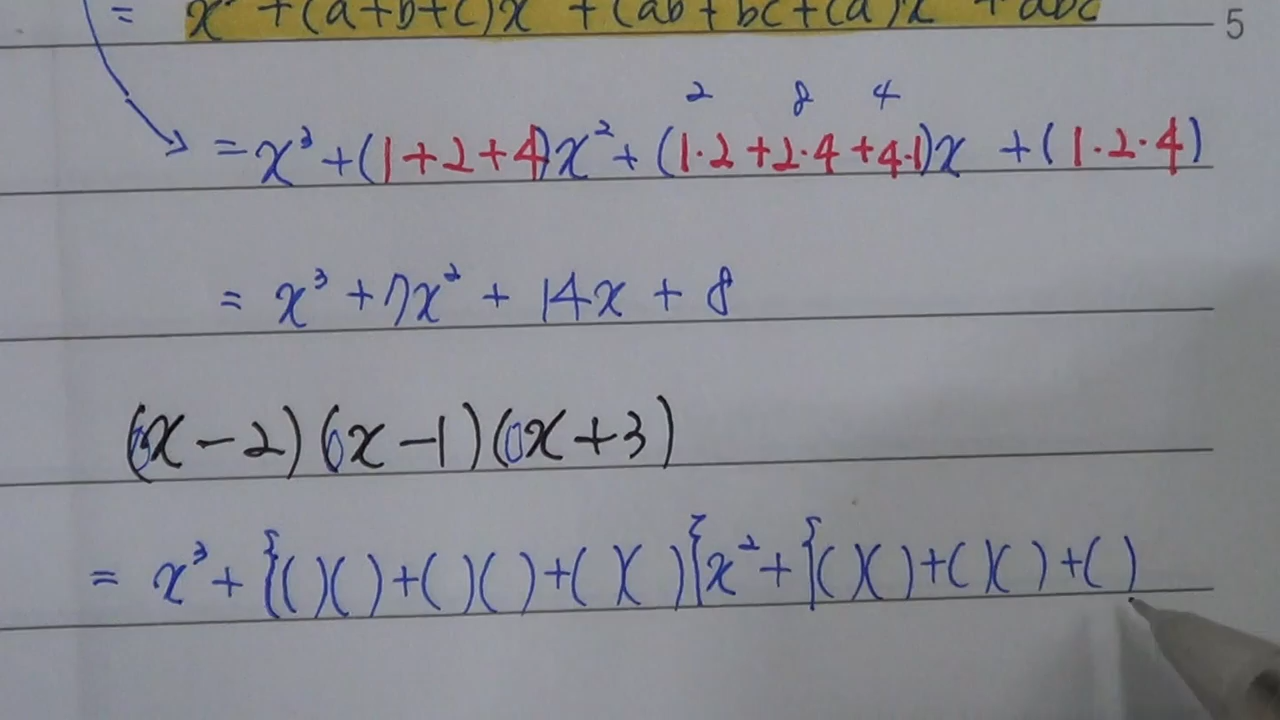 = x³ + (a+b+c)x² + (ab+bc+ca)x + abc
5
2 8 4
= x³ + (1+2+4)x² + (1·2+2·4+4·1)x + (1·2·4)
= x³ + 7x² + 14x + 8
(x-2)(x-1)(x+3)
= x³ + {( )( )+( )( )+( )( )}x² + {( )( )+( )( )+( )